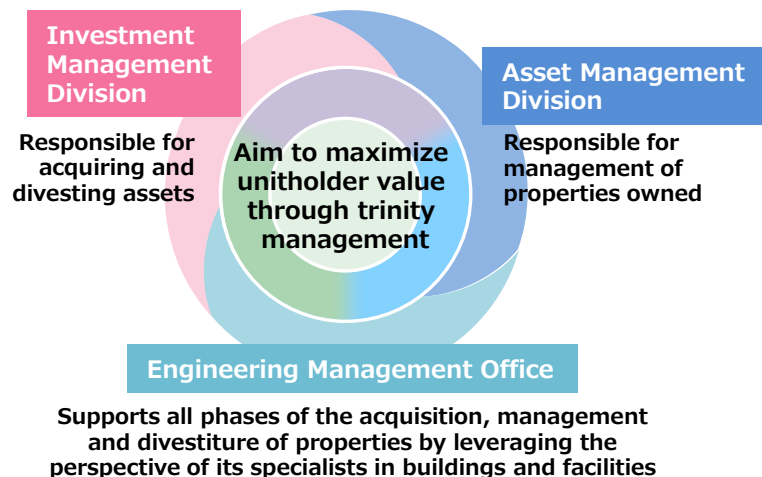 Investment
Management
Division
Responsible for
acquiring and
divesting assets
Asset Management
Division
Responsible for
management of
properties owned
Aim to maximize
unitholder value
through trinity
management
Engineering Management Office
Supports all phases of the acquisition, management
and divestiture of properties by leveraging the
perspective of its specialists in buildings and facilities